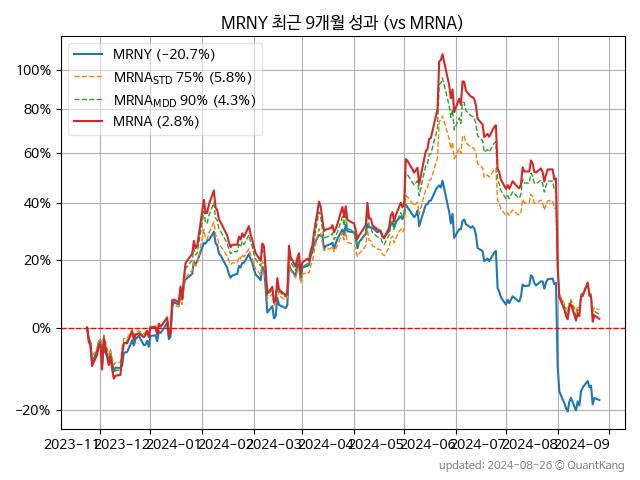 MRNY 최근 9개월 성과 (vs MRNA)
MRNY (−20.7%)
MRNA_STD 75% (5.8%)
MRNA_MDD 90% (4.3%)
MRNA (2.8%)
100%
80%
60%
40%
20%
0%
−20%
2023−11 2023−12 2024−01 2024−02 2024−03 2024−04 2024−05 2024−06 2024−07 2024−08 2024−09
updated: 2024-08-26 © QuantKang